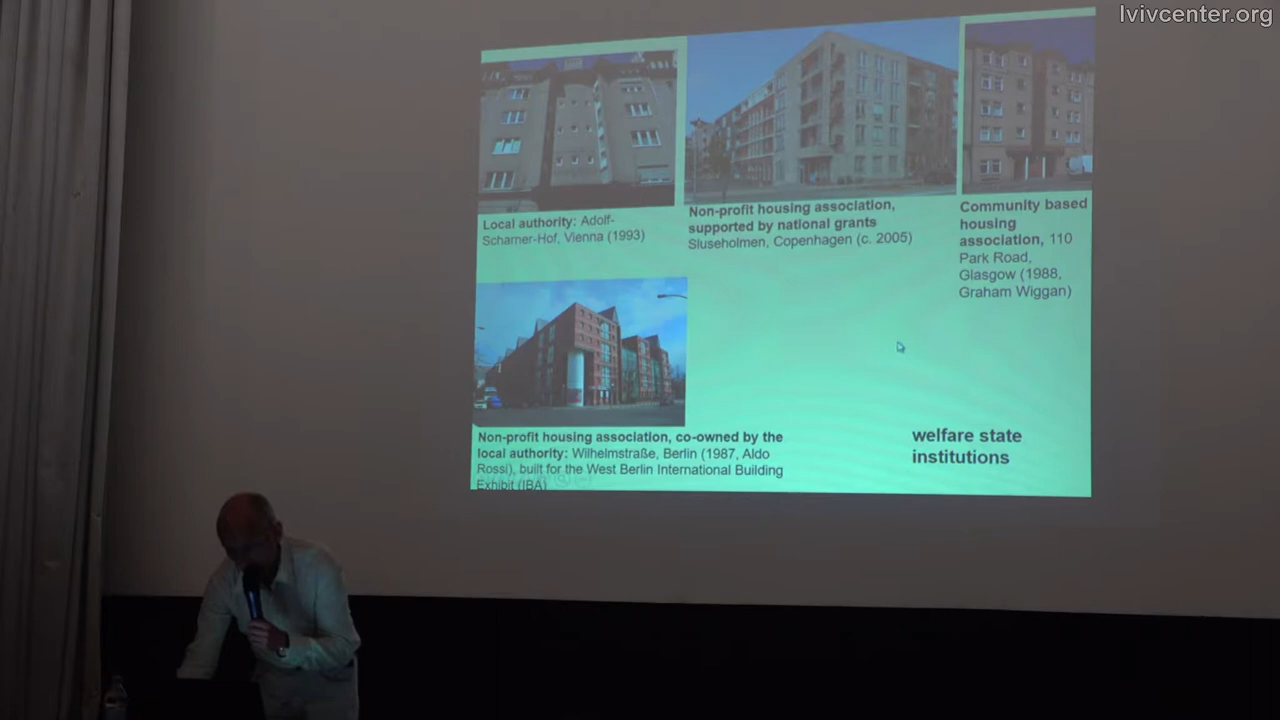 lvivcenter.org
Local authority: Adolf-
Scharner-Hof, Vienna (1993)
Non-profit housing association,
supported by national grants
Sluseholmen, Copenhagen (c. 2005)
Community based
housing
association, 110
Park Road,
Glasgow (1988,
Graham Wiggan)
Non-profit housing association, co-owned by the
local authority: Wilhelmstraße, Berlin (1987, Aldo
Rossi), built for the West Berlin International Building
Exhibit (IBA)
welfare state
institutions